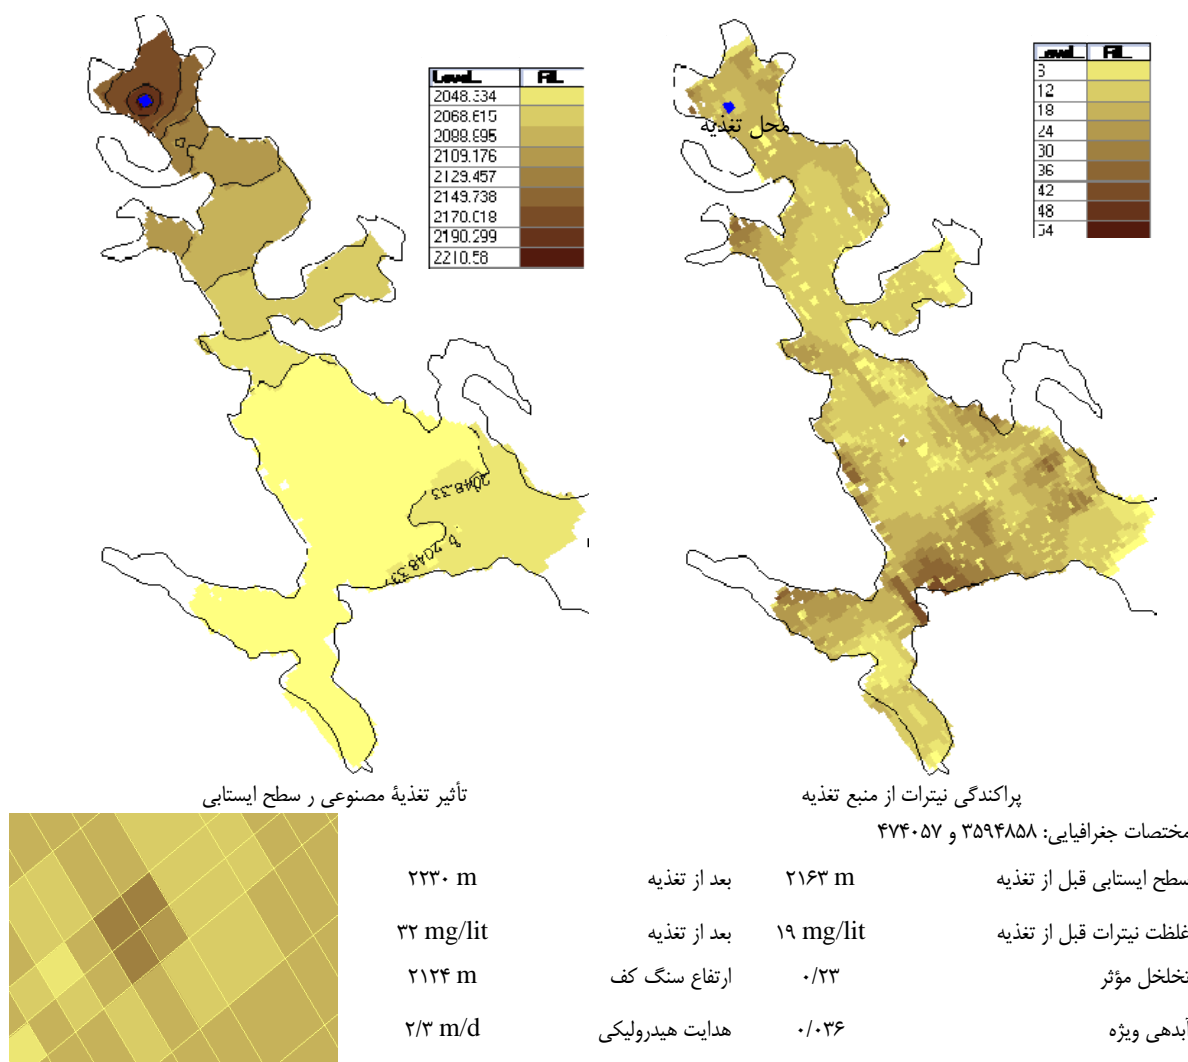 Level... Fill...
2048.334
2068.615
2088.895
2109.176
2129.457
2149.738
2170.018
2190.299
2210.58
2048.33
2048.337
Level... Fill...
12
18
24
30
36
42
48
54
محل تغذیه
پراکندگی نیترات از منبع تغذیه
تأثیر تغذیهٔ مصنوعی ر سطح ایستابی
مختصات جغرافیایی: ۳۵۹۴۸۵۸ و ۴۷۴۰۵۷
سطح ایستابی قبل از تغذیه ۲۱۶۳ m بعد از تغذیه ۲۲۳۰ m
غلظت نیترات قبل از تغذیه ۱۹ mg/lit بعد از تغذیه ۳۲ mg/lit
تخلخل مؤثر ۰/۲۳ ارتفاع سنگ کف ۲۱۲۴ m
آبدهی ویژه ۰/۰۳۶ هدایت هیدرولیکی ۲/۳ m/d